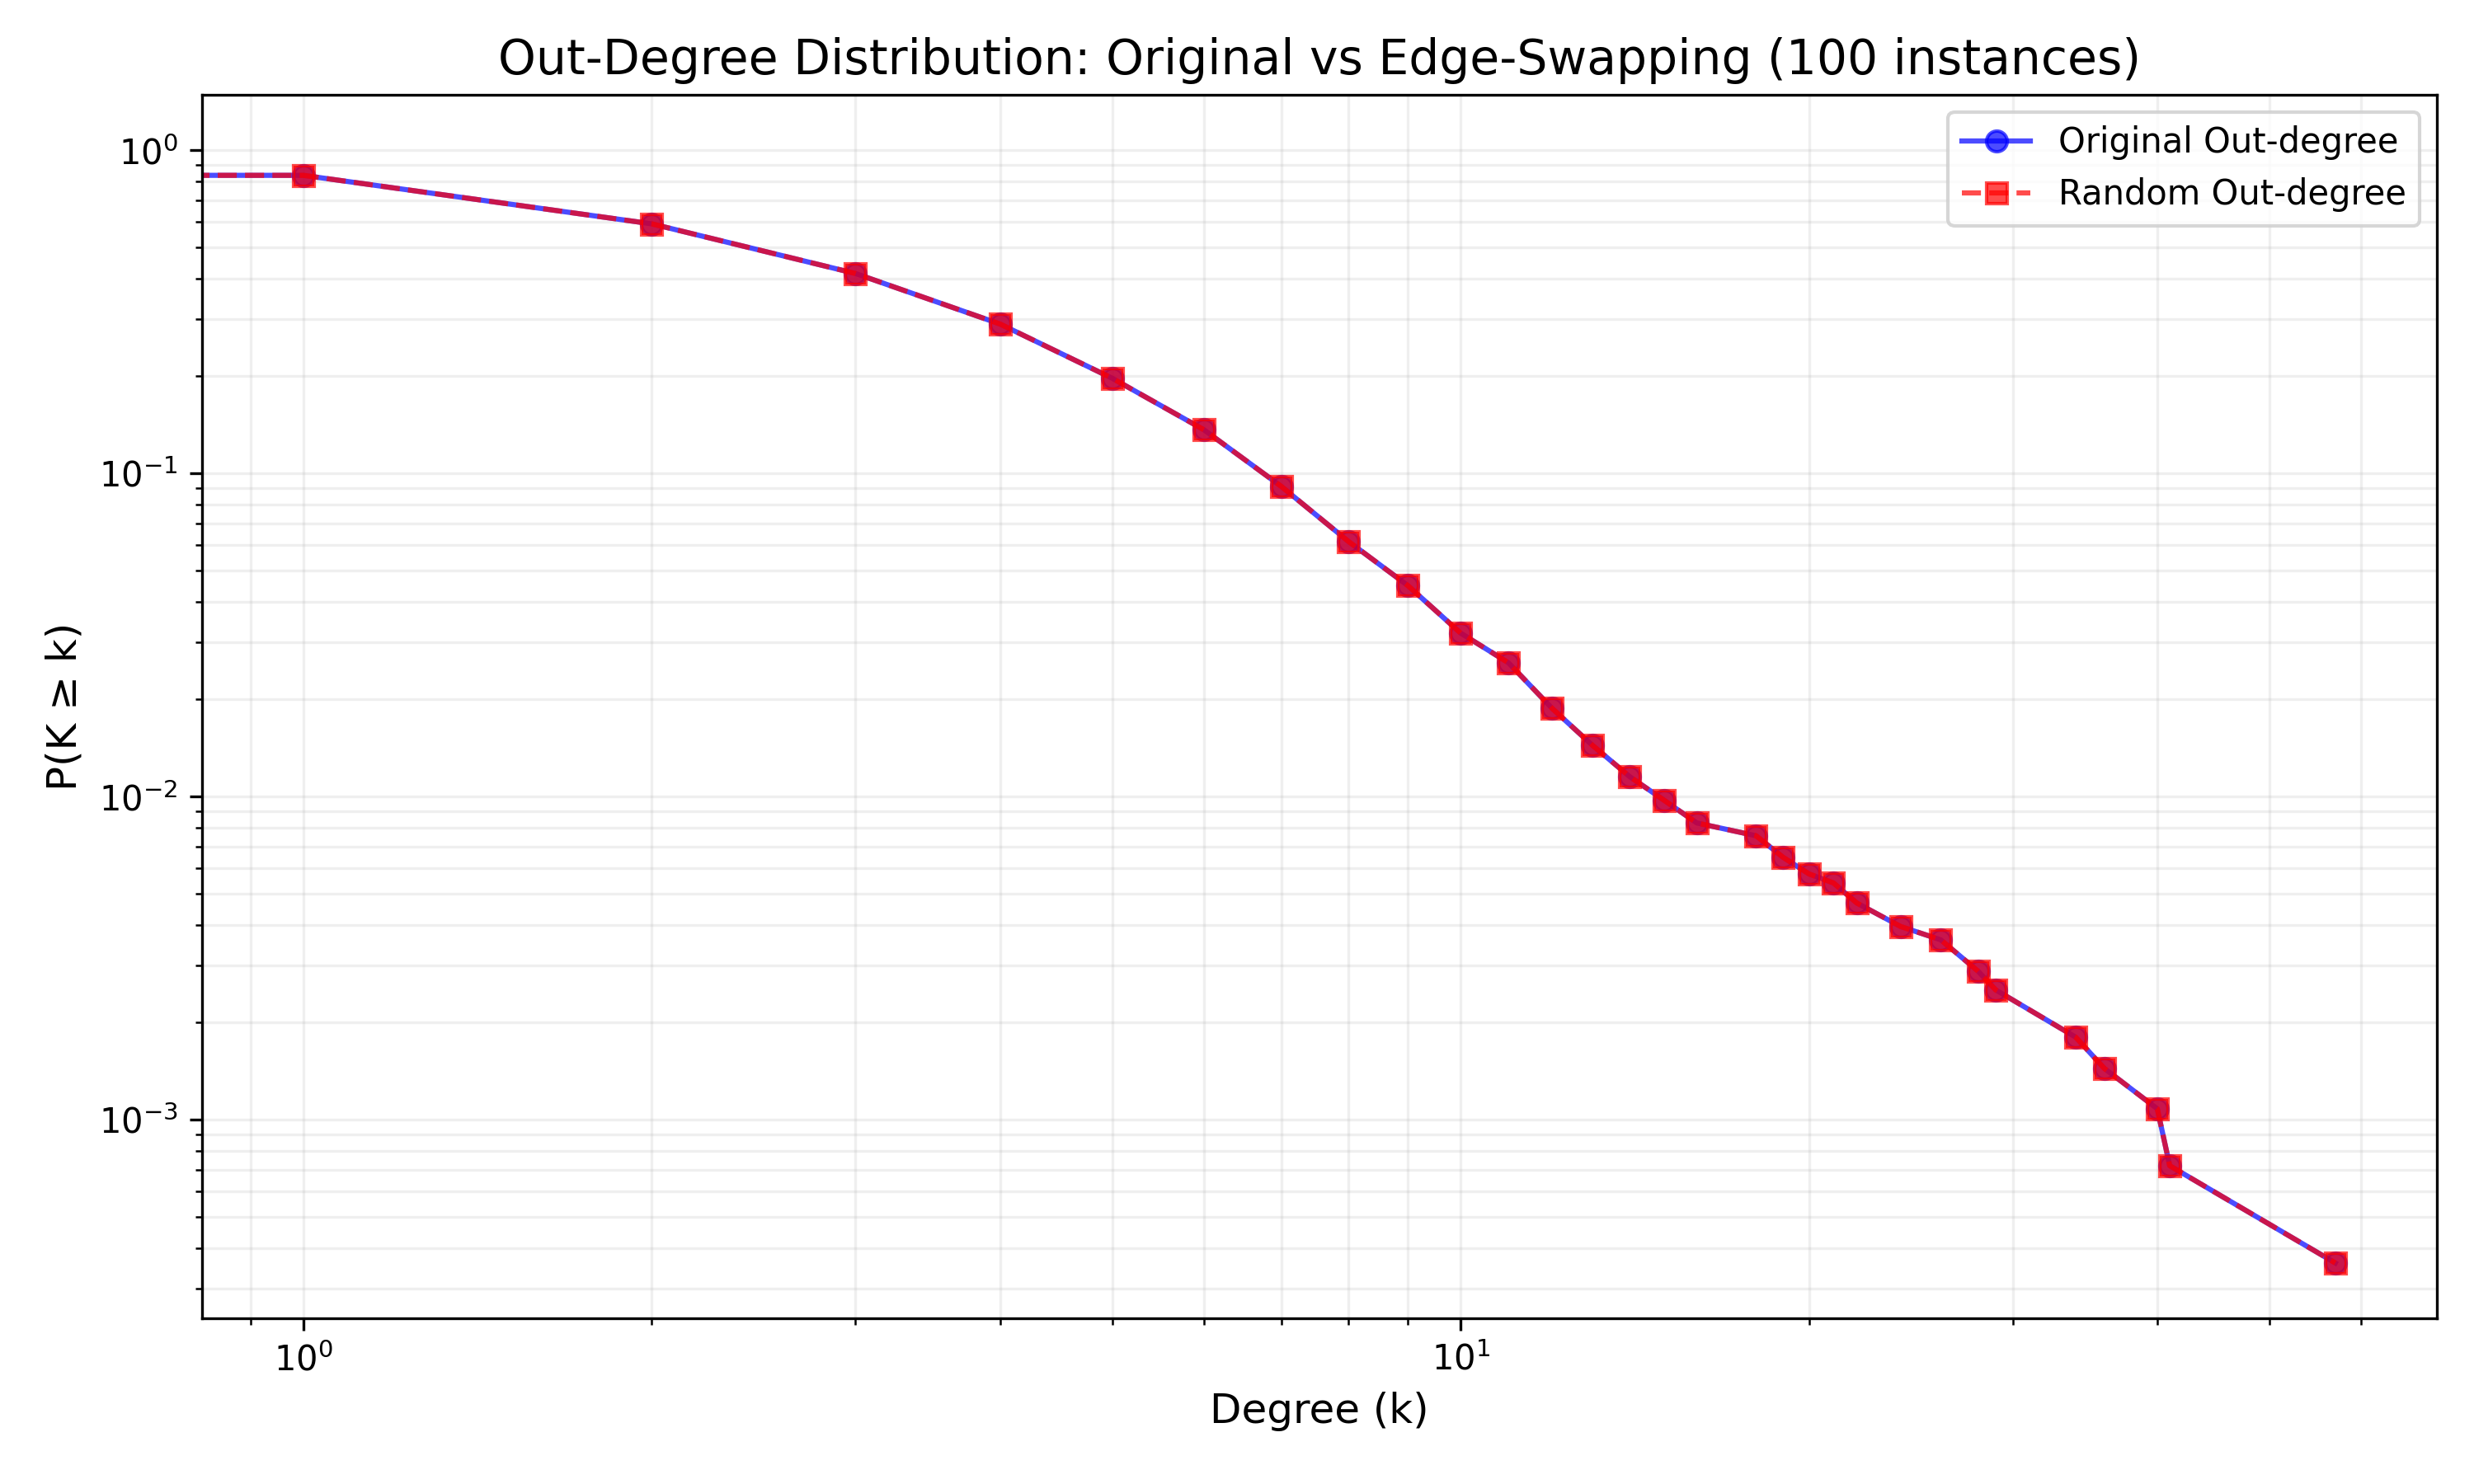 Out-Degree Distribution: Original vs Edge-Swapping (100 instances)
Original Out-degree
Random Out-degree
P(K ≥ k)
10⁰
10⁻¹
10⁻²
10⁻³
10⁰
10¹
Degree (k)